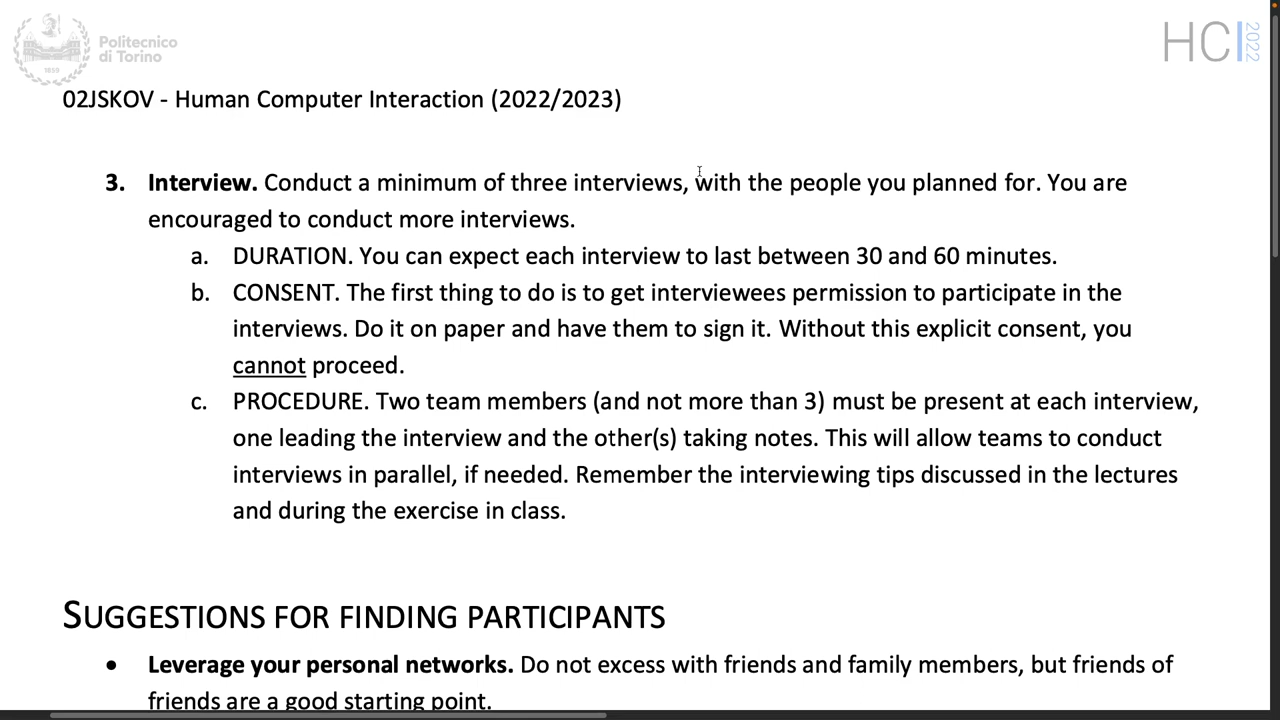 Politecnico
di Torino
1859
HCI 2022
02JSKOV - Human Computer Interaction (2022/2023)
3. Interview. Conduct a minimum of three interviews, with the people you planned for. You are
encouraged to conduct more interviews.
a. DURATION. You can expect each interview to last between 30 and 60 minutes.
b. CONSENT. The first thing to do is to get interviewees permission to participate in the
interviews. Do it on paper and have them to sign it. Without this explicit consent, you
cannot proceed.
c. PROCEDURE. Two team members (and not more than 3) must be present at each interview,
one leading the interview and the other(s) taking notes. This will allow teams to conduct
interviews in parallel, if needed. Remember the interviewing tips discussed in the lectures
and during the exercise in class.
SUGGESTIONS FOR FINDING PARTICIPANTS
• Leverage your personal networks. Do not excess with friends and family members, but friends of
friends are a good starting point.